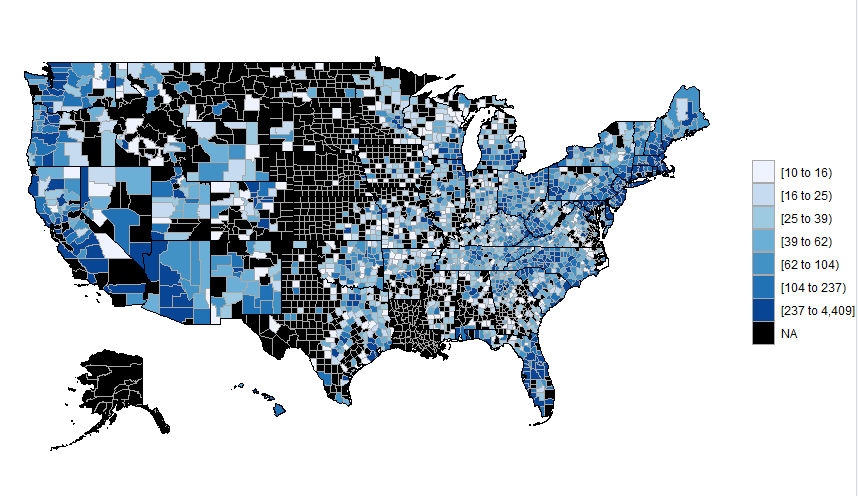 [10 to 16)
[16 to 25)
[25 to 39)
[39 to 62)
[62 to 104)
[104 to 237)
[237 to 4,409]
NA